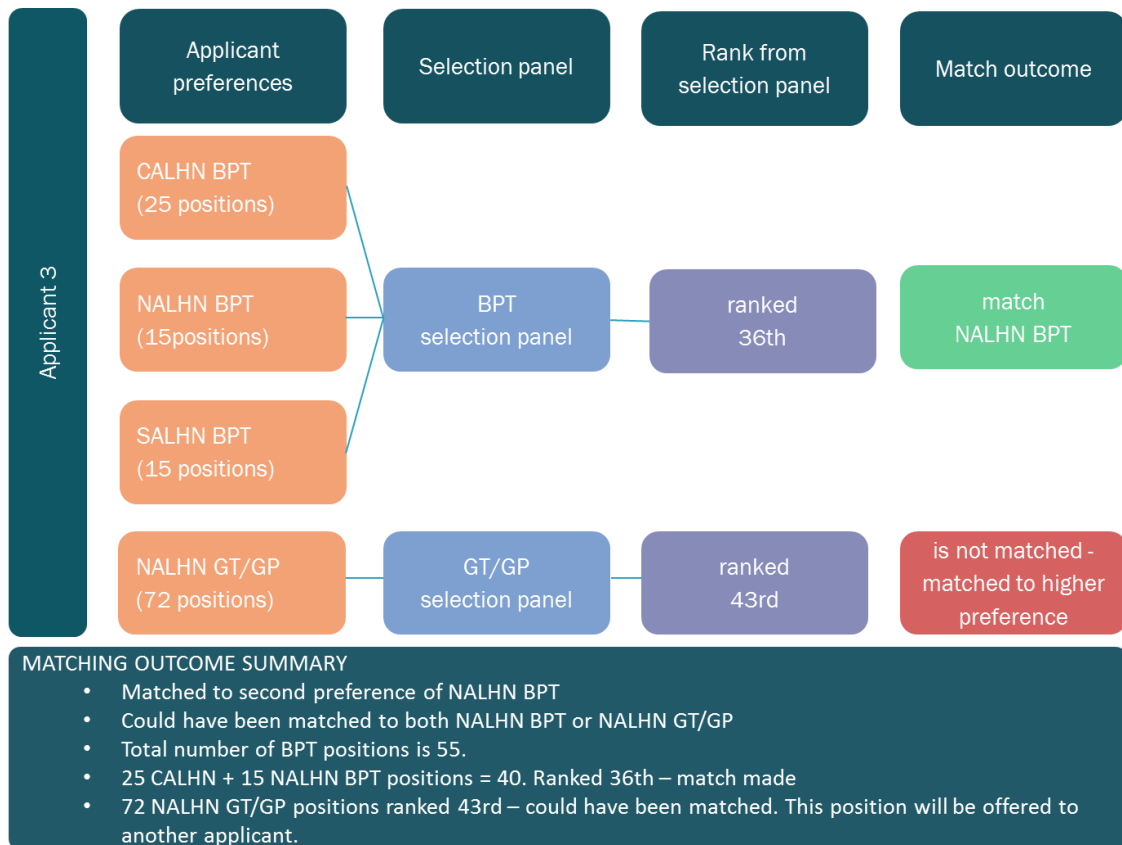 Applicant
preferences
Selection panel
Rank from
selection panel
Match outcome
Applicant 3
CALHN BPT
(25 positions)
NALHN BPT
(15positions)
SALHN BPT
(15 positions)
BPT
selection panel
ranked
36th
match
NALHN BPT
NALHN GT/GP
(72 positions)
GT/GP
selection panel
ranked
43rd
is not matched -
matched to higher
preference
MATCHING OUTCOME SUMMARY
• Matched to second preference of NALHN BPT
• Could have been matched to both NALHN BPT or NALHN GT/GP
• Total number of BPT positions is 55.
• 25 CALHN + 15 NALHN BPT positions = 40. Ranked 36th – match made
• 72 NALHN GT/GP positions ranked 43rd – could have been matched. This position will be offered to
another applicant.